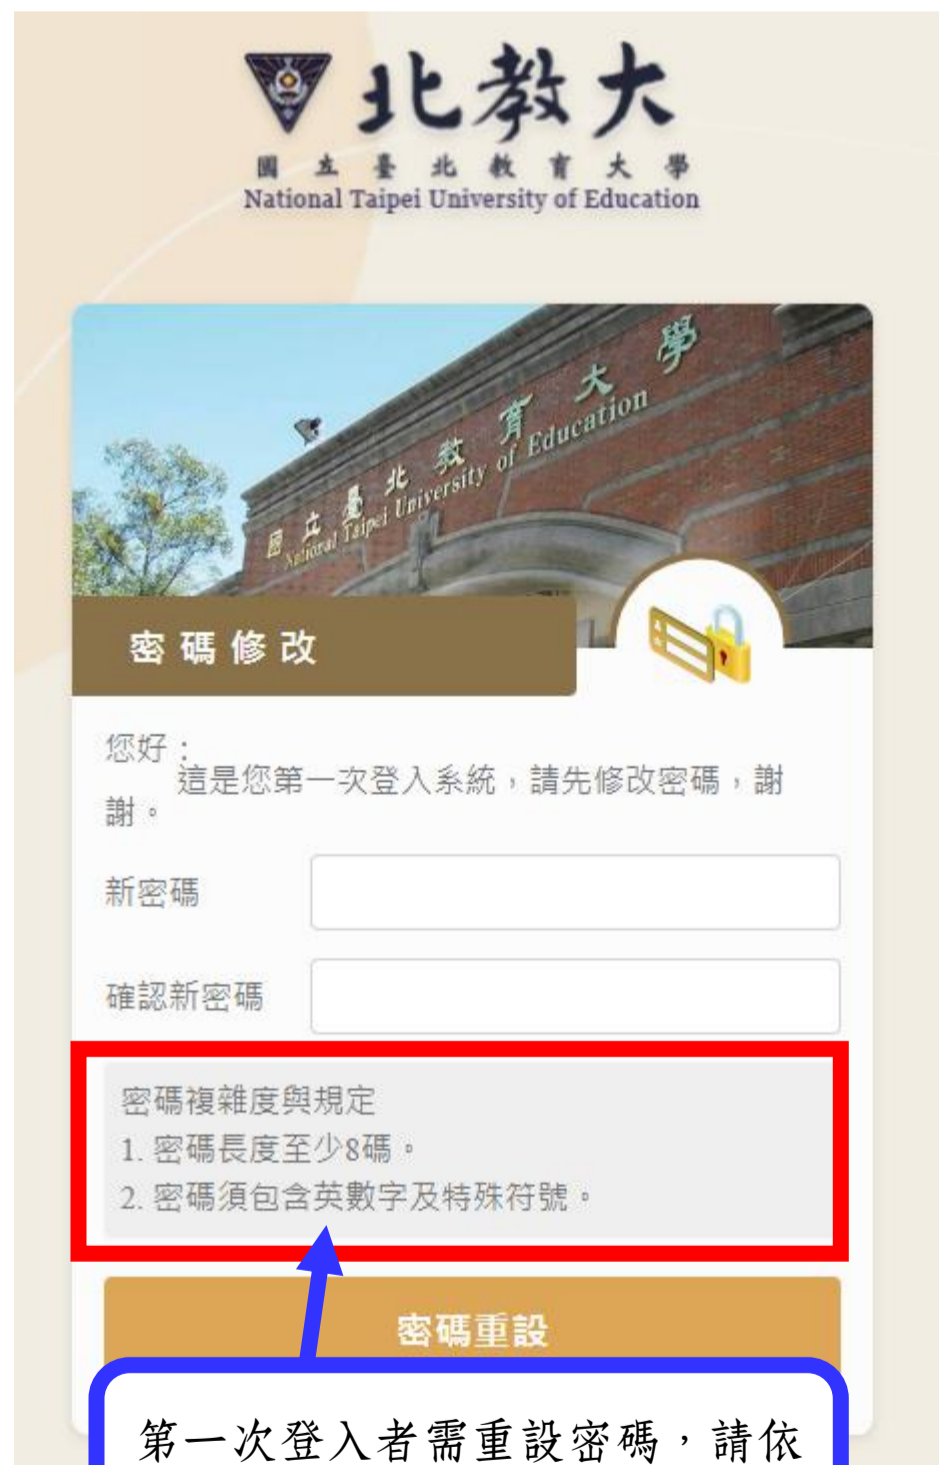 北教大
國立臺北教育大學
National Taipei University of Education
國立臺北教育大學
National Taipei University of Education
密碼修改
您好：
這是您第一次登入系統，請先修改密碼，謝
謝。
新密碼
確認新密碼
密碼複雜度與規定
1. 密碼長度至少8碼。
2. 密碼須包含英數字及特殊符號。
密碼重設
第一次登入者需重設密碼，請依